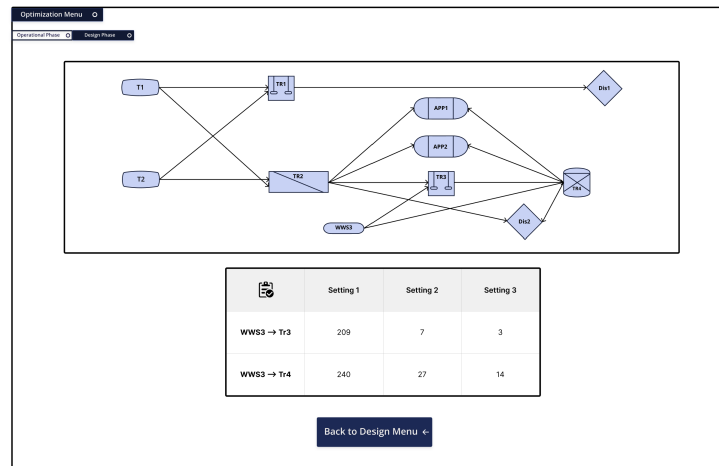 Optimization Menu
Operational Phase
Design Phase
T1
TR1
Dis1
APP1
APP2
T2
TR2
TR3
TR4
Dis2
WWS3
Setting 1 Setting 2 Setting 3
WWS3 → Tr3 209 7 3
WWS3 → Tr4 240 27 14
Back to Design Menu ←